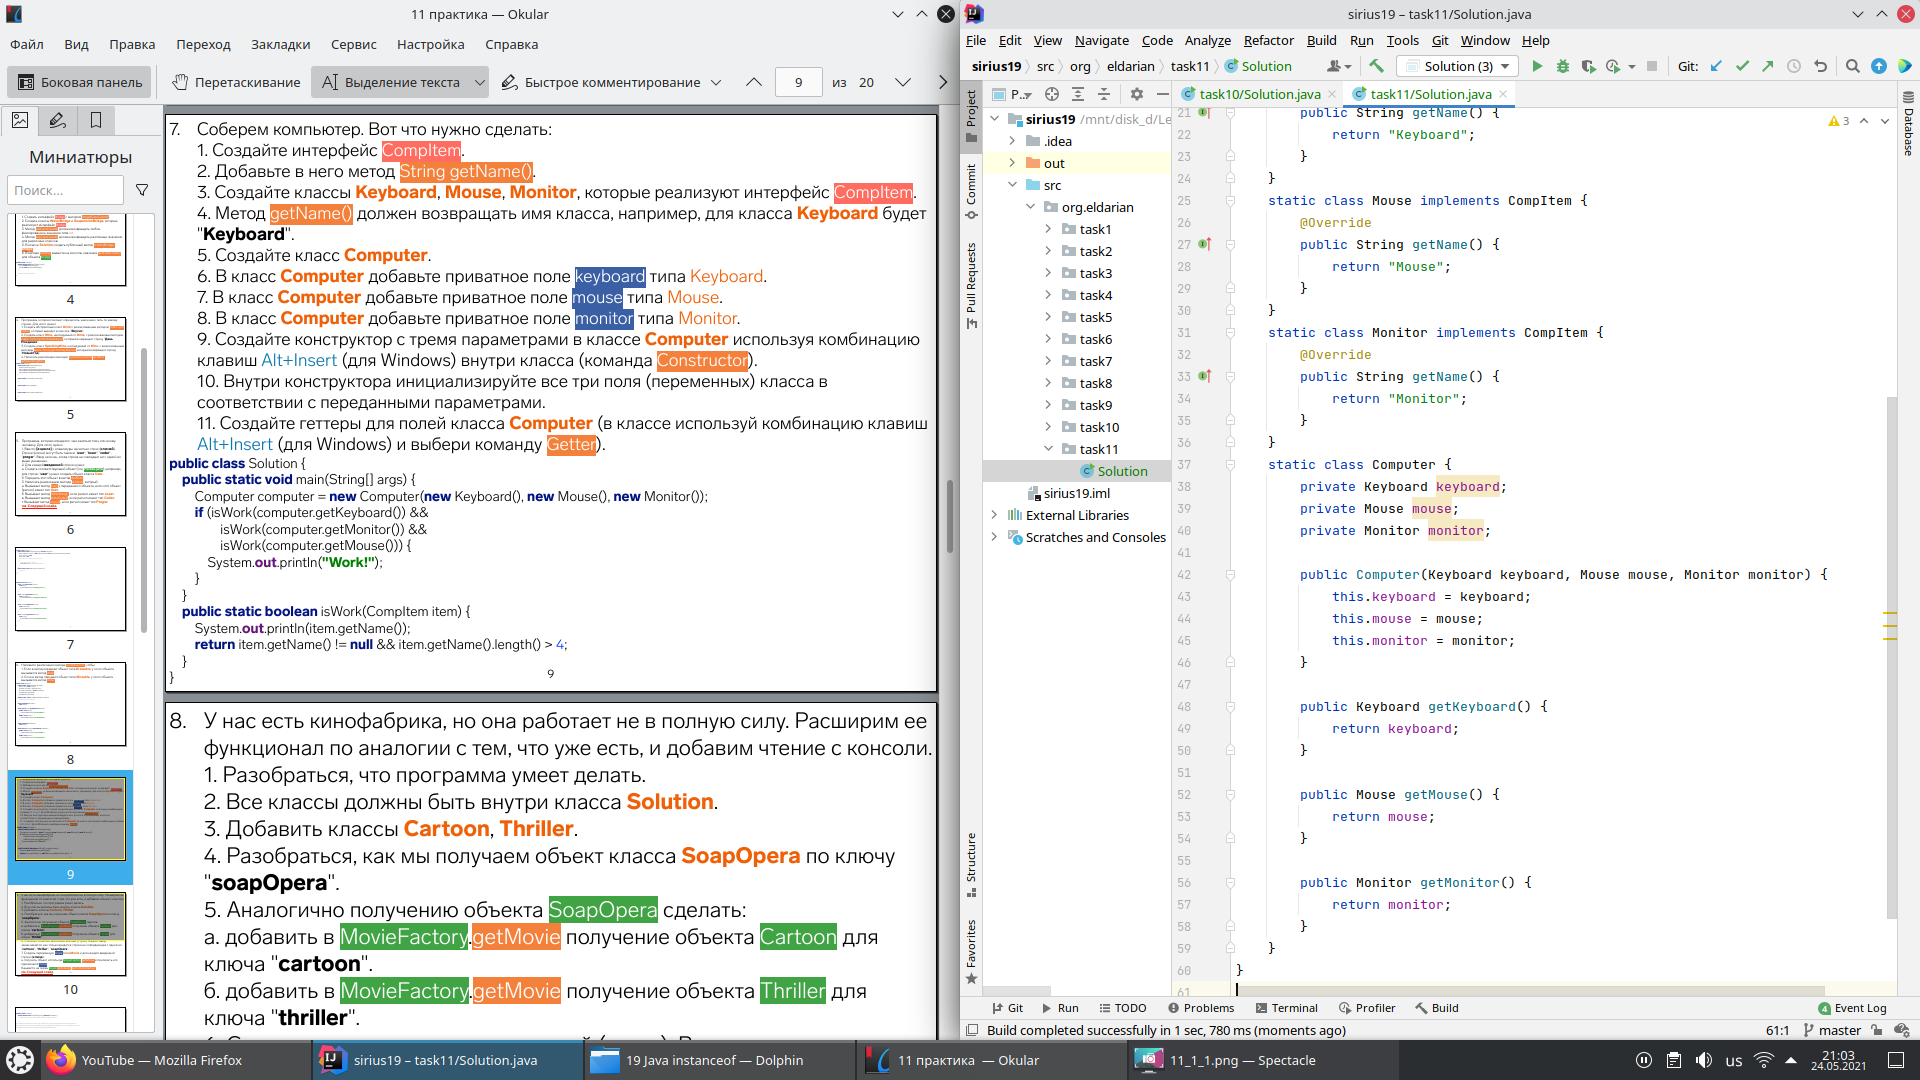 11 практика — Okular
Файл Вид Правка Переход Закладки Сервис Настройка Справка
Боковая панель Перетаскивание Выделение текста Быстрое комментирование 9 из 20
Миниатюры
Поиск...
4
5
6
7
8
9
10
7. Соберем компьютер. Вот что нужно сделать:
1. Создайте интерфейс CompItem.
2. Добавьте в него метод String getName().
3. Создайте классы Keyboard, Mouse, Monitor, которые реализуют интерфейс CompItem.
4. Метод getName() должен возвращать имя класса, например, для класса Keyboard будет
"Keyboard".
5. Создайте класс Computer.
6. В класс Computer добавьте приватное поле keyboard типа Keyboard.
7. В класс Computer добавьте приватное поле mouse типа Mouse.
8. В класс Computer добавьте приватное поле monitor типа Monitor.
9. Создайте конструктор с тремя параметрами в классе Computer используя комбинацию
клавиш Alt+Insert (для Windows) внутри класса (команда Constructor).
10. Внутри конструктора инициализируйте все три поля (переменных) класса в
соответствии с переданными параметрами.
11. Создайте геттеры для полей класса Computer (в классе используй комбинацию клавиш
Alt+Insert (для Windows) и выбери команду Getter).
public class Solution {
public static void main(String[] args) {
Computer computer = new Computer(new Keyboard(), new Mouse(), new Monitor());
if (isWork(computer.getKeyboard()) &&
isWork(computer.getMonitor()) &&
isWork(computer.getMouse())) {
System.out.println("Work!");
}
}
public static boolean isWork(CompItem item) {
System.out.println(item.getName());
return item.getName() != null && item.getName().length() > 4;
}
}
9
8. У нас есть кинофабрика, но она работает не в полную силу. Расширим ее
функционал по аналогии с тем, что уже есть, и добавим чтение с консоли.
1. Разобраться, что программа умеет делать.
2. Все классы должны быть внутри класса Solution.
3. Добавить классы Cartoon, Thriller.
4. Разобраться, как мы получаем объект класса SoapOpera по ключу
"soapOpera".
5. Аналогично получению объекта SoapOpera сделать:
а. добавить в MovieFactory.getMovie получение объекта Cartoon для
ключа "cartoon".
б. добавить в MovieFactory.getMovie получение объекта Thriller для
ключа "thriller".
sirius19 – task11/Solution.java
File Edit View Navigate Code Analyze Refactor Build Run Tools Git Window Help
sirius19 src org eldarian task11 Solution Solution (3) Git:
P.. task10/Solution.java task11/Solution.java
Project
Commit
Pull Requests
Structure
Favorites
Database
sirius19 /mnt/disk_d/Le
.idea
out
src
org.eldarian
task1
task2
task3
task4
task5
task6
task7
task8
task9
task10
task11
Solution
sirius19.iml
External Libraries
Scratches and Consoles
3
21 public String getName() {
22 return "Keyboard";
23 }
24 }
25 static class Mouse implements CompItem {
26 @Override
27 public String getName() {
28 return "Mouse";
29 }
30 }
31 static class Monitor implements CompItem {
32 @Override
33 public String getName() {
34 return "Monitor";
35 }
36 }
37 static class Computer {
38 private Keyboard keyboard;
39 private Mouse mouse;
40 private Monitor monitor;
41
42 public Computer(Keyboard keyboard, Mouse mouse, Monitor monitor) {
43 this.keyboard = keyboard;
44 this.mouse = mouse;
45 this.monitor = monitor;
46 }
47
48 public Keyboard getKeyboard() {
49 return keyboard;
50 }
51
52 public Mouse getMouse() {
53 return mouse;
54 }
55
56 public Monitor getMonitor() {
57 return monitor;
58 }
59 }
60 }
61
Git Run TODO Problems Terminal Profiler Build 4 Event Log
Build completed successfully in 1 sec, 780 ms (moments ago) 61:1 master
YouTube — Mozilla Firefox sirius19 – task11/Solution.java 19 Java instanceof — Dolphin 11 практика — Okular 11_1_1.png — Spectacle us 21:03
24.05.2021